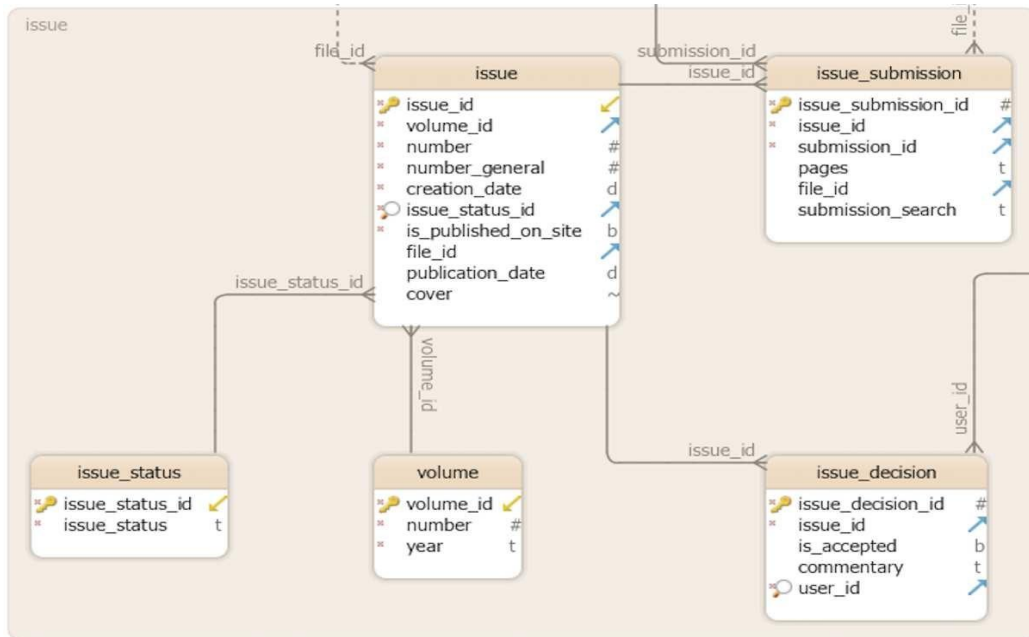 issue
file_id
issue
issue_id
volume_id
number #
number_general #
creation_date d
issue_status_id
is_published_on_site b
file_id
publication_date d
cover ~
submission_id
issue_id
file_id
issue_submission
issue_submission_id #
issue_id
submission_id
pages t
file_id
submission_search t
issue_status_id
volume_id
issue_id
user_id
issue_status
issue_status_id
issue_status t
volume
volume_id
number #
year t
issue_decision
issue_decision_id #
issue_id
is_accepted b
commentary t
user_id